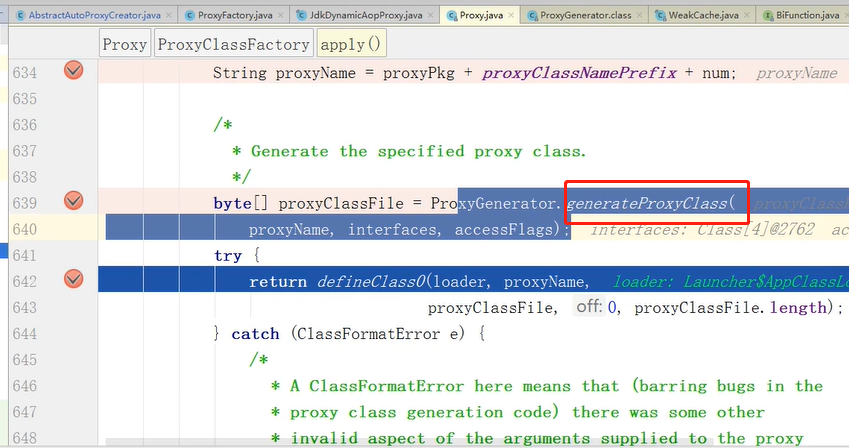 AbstractAutoProxyCreator.java ProxyFactory.java JdkDynamicAopProxy.java Proxy.java ProxyGenerator.class WeakCache.java BiFunction.java
Proxy ProxyClassFactory apply()
634 String proxyName = proxyPkg + proxyClassNamePrefix + num; proxyName
635
636 /*
637 * Generate the specified proxy class.
638 */
639 byte[] proxyClassFile = ProxyGenerator.generateProxyClass( proxyClassF
640 proxyName, interfaces, accessFlags); interfaces: Class[4]@2762 ac
641 try {
642 return defineClass0(loader, proxyName, loader: Launcher$AppClassLo
643 proxyClassFile, off: 0, proxyClassFile.length);
644 } catch (ClassFormatError e) {
645 /*
646 * A ClassFormatError here means that (barring bugs in the
647 * proxy class generation code) there was some other
648 * invalid aspect of the arguments supplied to the proxy